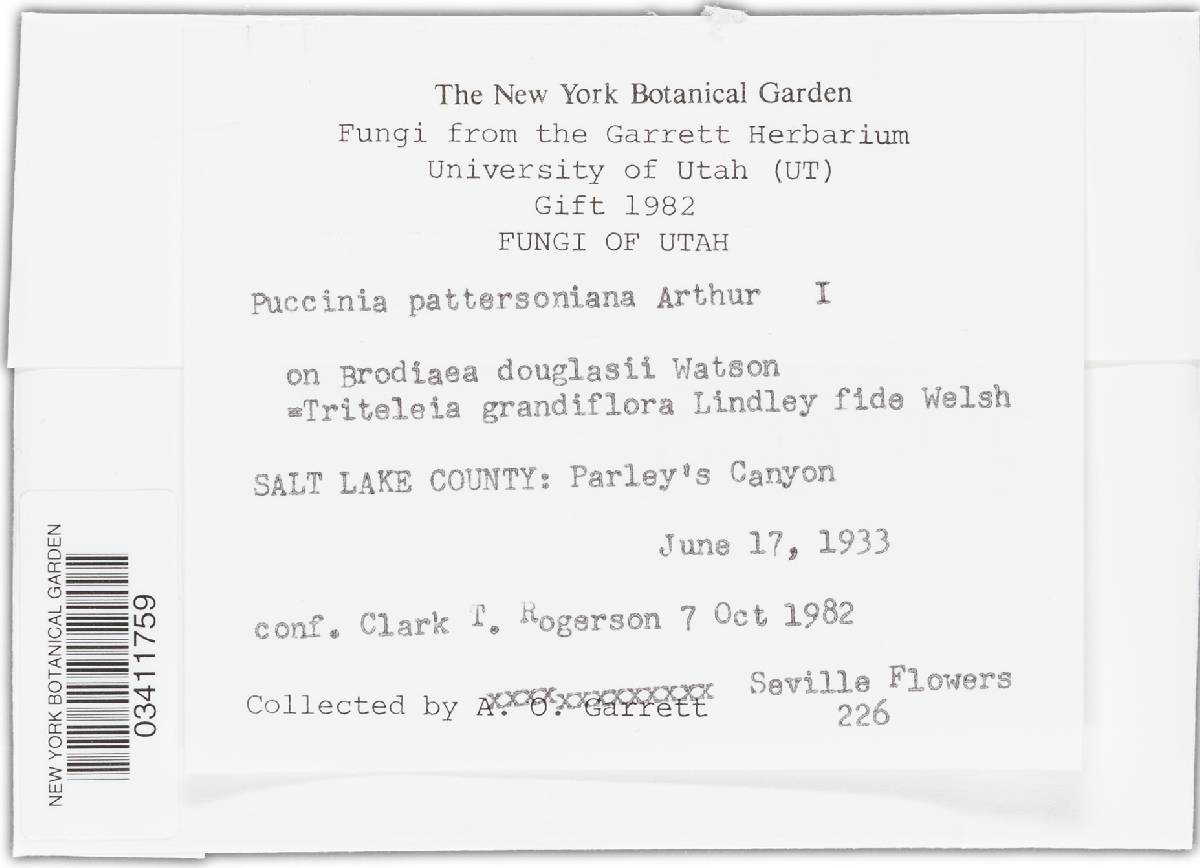 The New York Botanical Garden
Fungi from the Garrett Herbarium
University of Utah (UT)
Gift 1982
FUNGI OF UTAH
Puccinia pattersoniana Arthur I
on Brodiaea douglasii Watson
=Triteleia grandiflora Lindley fide Welsh
SALT LAKE COUNTY: Parley's Canyon
June 17, 1933
conf. Clark T. Rogerson 7 Oct 1982
Collected by A. O. Garrett Seville Flowers
226
NEW YORK BOTANICAL GARDEN
03411759